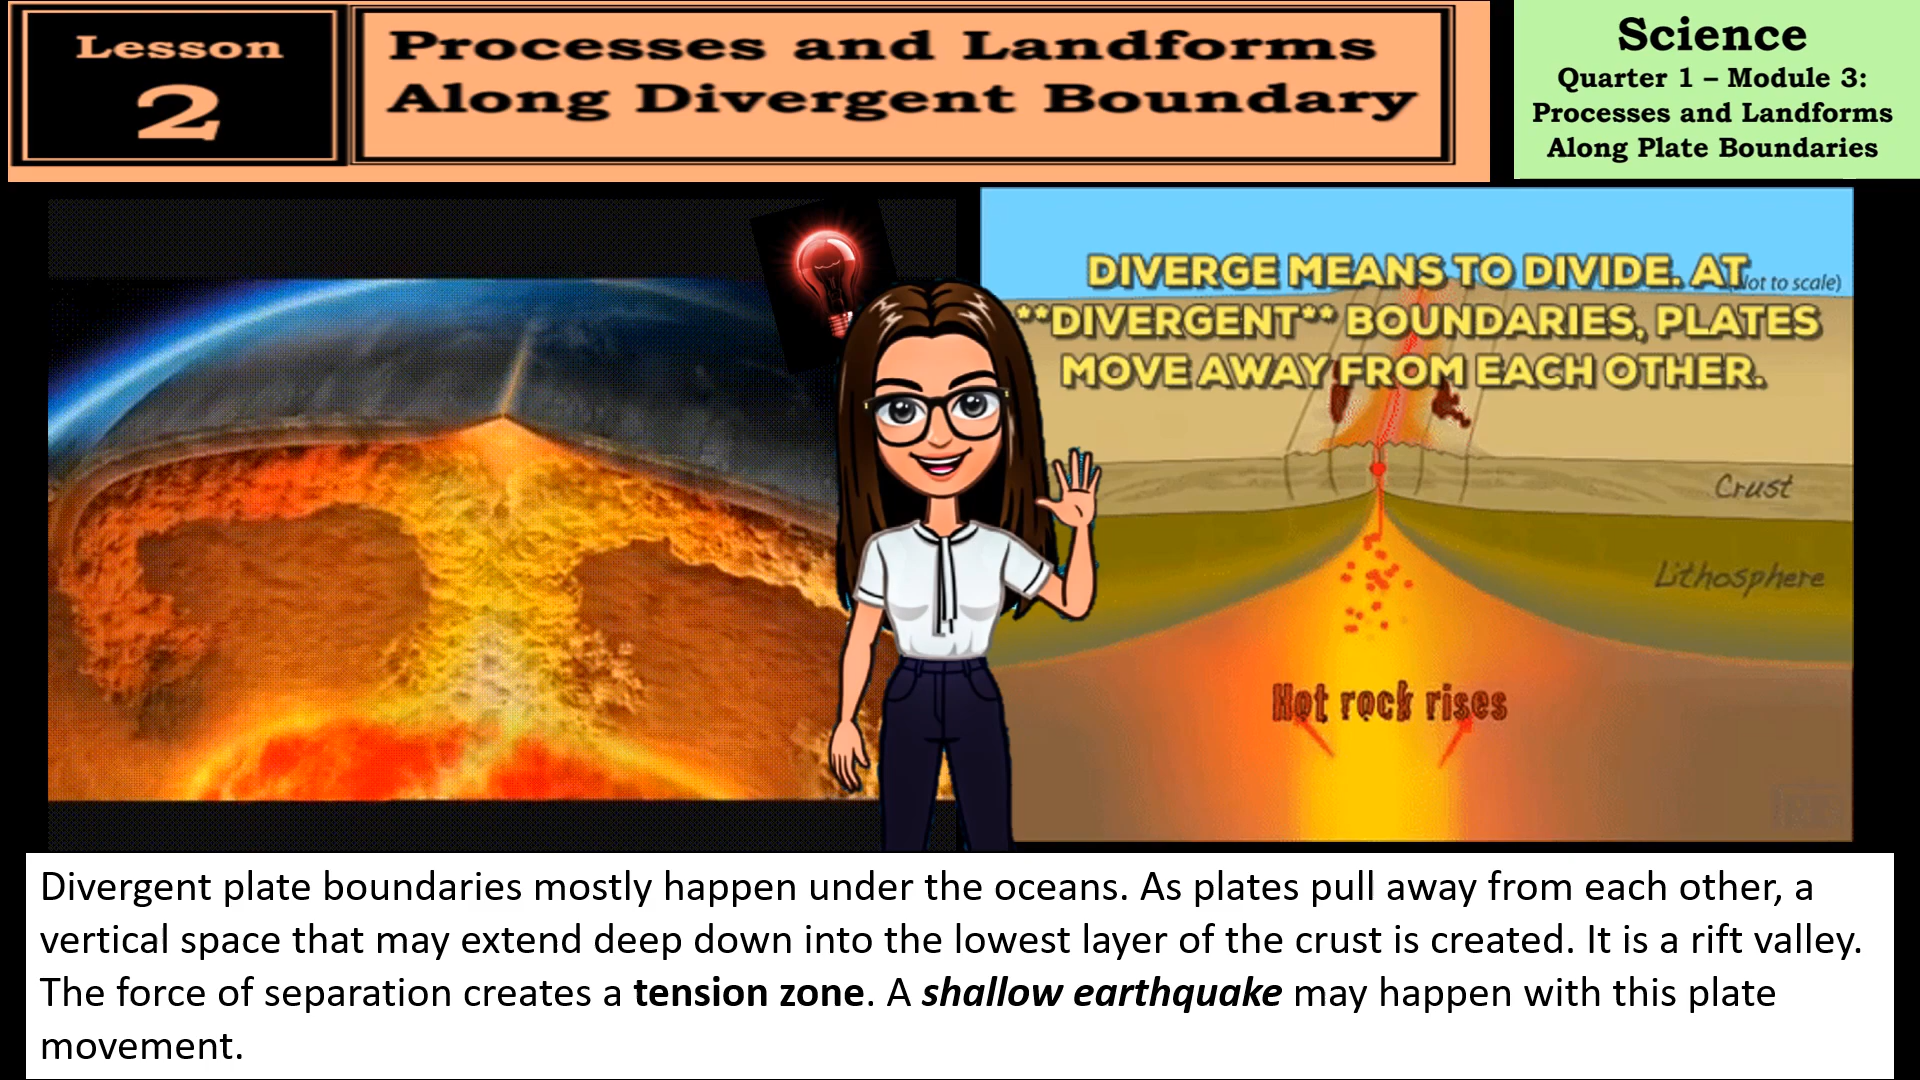 Lesson
2
Processes and Landforms
Along Divergent Boundary
Science
Quarter 1 – Module 3:
Processes and Landforms
Along Plate Boundaries
DIVERGE MEANS TO DIVIDE. AT
**DIVERGENT** BOUNDARIES, PLATES
MOVE AWAY FROM EACH OTHER.
to scale)
Crust
Lithosphere
Hot rock rises
Divergent plate boundaries mostly happen under the oceans. As plates pull away from each other, a
vertical space that may extend deep down into the lowest layer of the crust is created. It is a rift valley.
The force of separation creates a tension zone. A shallow earthquake may happen with this plate
movement.